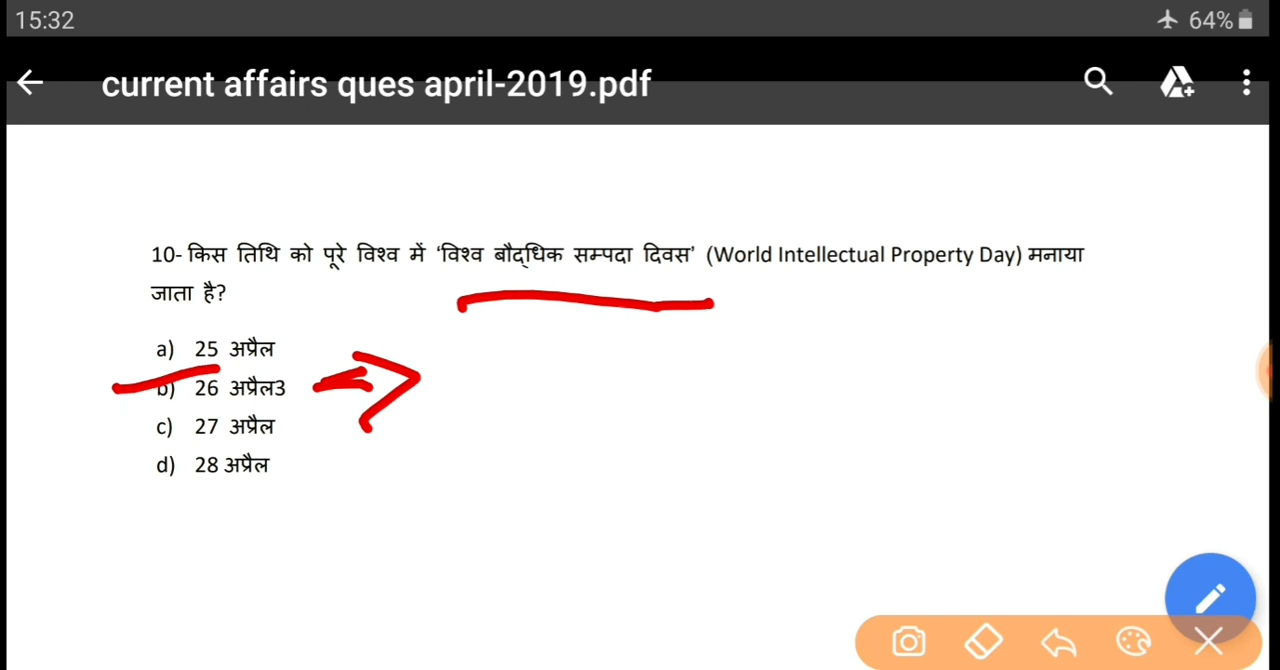 15:32
64%
current affairs ques april-2019.pdf
10- किस तिथि को पूरे विश्व में ‘विश्व बौद्धिक सम्पदा दिवस’ (World Intellectual Property Day) मनाया
जाता है?
a) 25 अप्रैल
b) 26 अप्रैल3
c) 27 अप्रैल
d) 28 अप्रैल